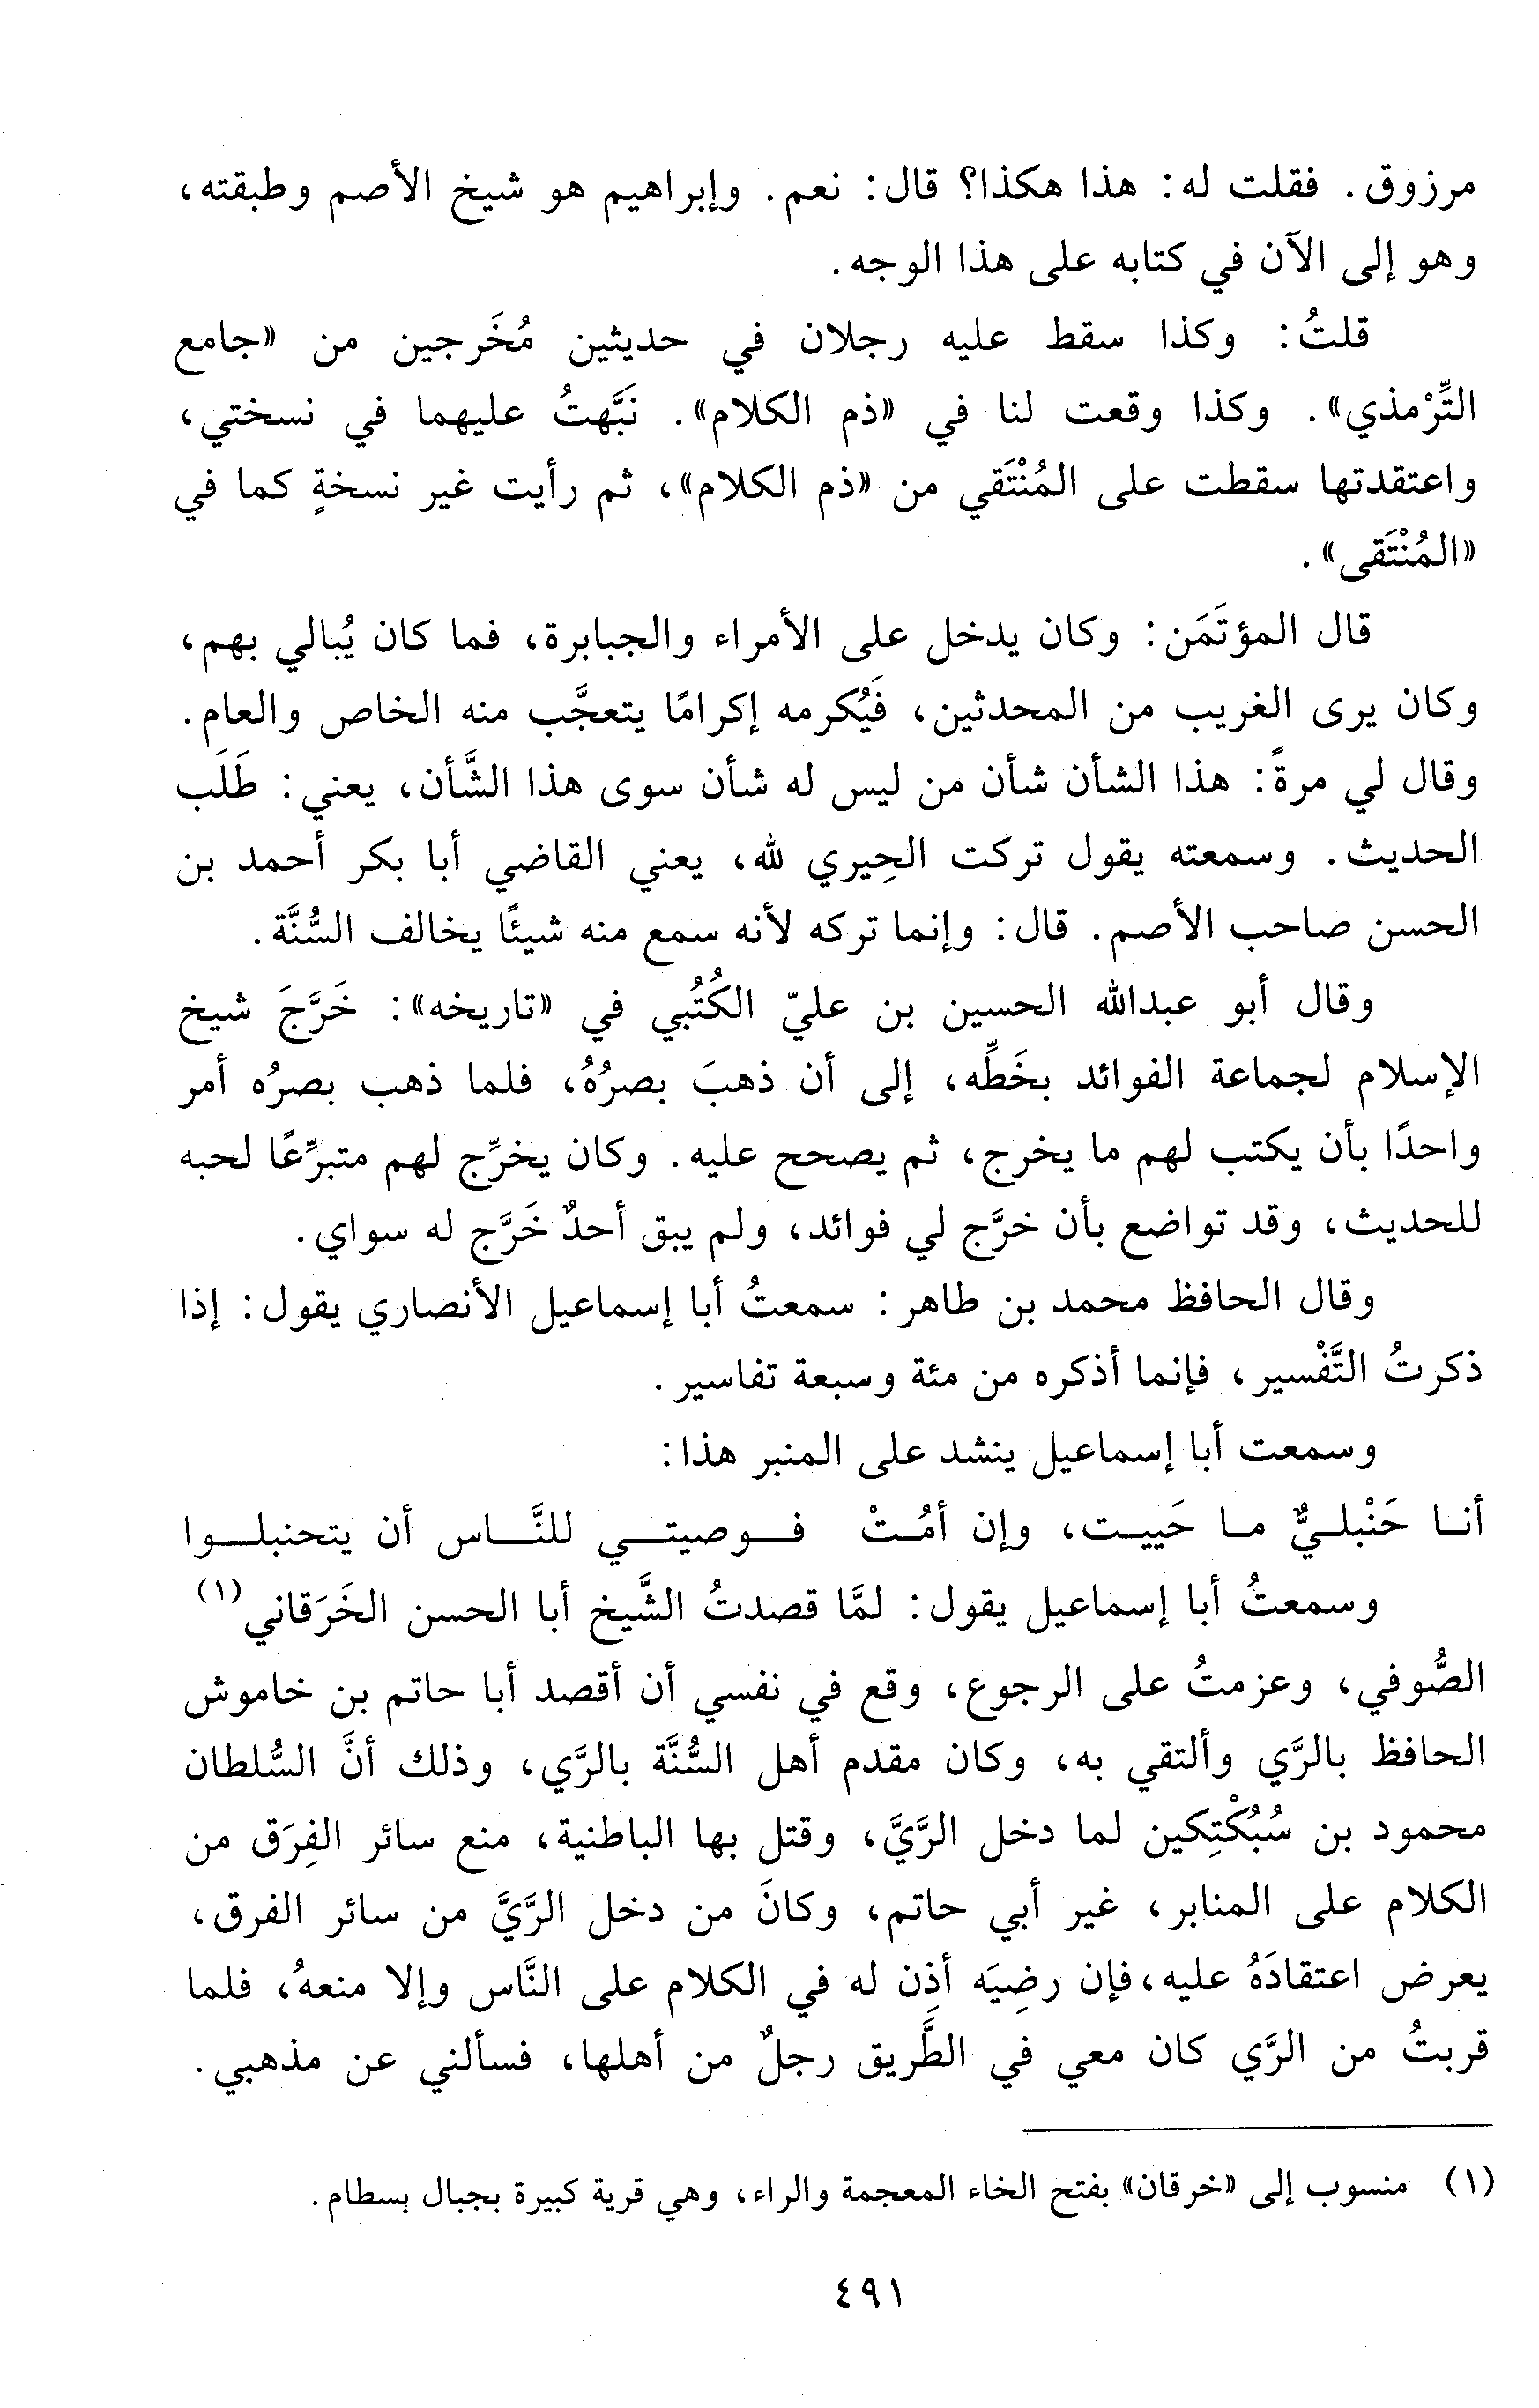 مرزوق. فقلت له: هذا هكذا؟ قال: نعم. وإبراهيم هو شيخ الأصم وطبقته،
وهو إلى الآن في كتابه على هذا الوجه.
قلتُ: وكذا سقط عليه رجلان في حديثين مُخَرجين من «جامع
التِّرْمذي». وكذا وقعت لنا في «ذم الكلام». نَبَّهتُ عليهما في نسختي،
واعتقدتها سقطت على المُنْتَقي من «ذم الكلام»، ثم رأيت غير نسخةٍ كما في
«المُنْتَقى».
قال المؤتَمَن: وكان يدخل على الأمراء والجبابرة، فما كان يُبالي بهم،
وكان يرى الغريب من المحدثين، فَيُكرمه إكرامًا يتعجَّب منه الخاص والعام.
وقال لي مرةً: هذا الشأن شأن من ليس له شأن سوى هذا الشَّأن، يعني: طَلَب
الحديث. وسمعته يقول تركت الحِيري لله، يعني القاضي أبا بكر أحمد بن
الحسن صاحب الأصم. قال: وإنما تركه لأنه سمع منه شيئًا يخالف السُّنَّة.
وقال أبو عبدالله الحسين بن عليّ الكُتُبي في «تاريخه»: خَرَّجَ شيخ
الإسلام لجماعة الفوائد بخَطِّه، إلى أن ذهبَ بصرُهُ، فلما ذهب بصرُه أمر
واحدًا بأن يكتب لهم ما يخرج، ثم يصحح عليه. وكان يخرِّج لهم متبرِّعًا لحبه
للحديث، وقد تواضع بأن خرَّج لي فوائد، ولم يبق أحدٌ خَرَّج له سواي.
وقال الحافظ محمد بن طاهر: سمعتُ أبا إسماعيل الأنصاري يقول: إذا
ذكرتُ التَّفْسير، فإنما أذكره من مئة وسبعة تفاسير.
وسمعت أبا إسماعيل ينشد على المنبر هذا:
أنا حَنْبليٌّ ما حَييت، وإن أمُتْ فوصيتي للنَّاس أن يتحنبلوا
وسمعتُ أبا إسماعيل يقول: لمَّا قصدتُ الشَّيخ أبا الحسن الخَرَقاني(١)
الصُّوفي، وعزمتُ على الرجوع، وقع في نفسي أن أقصد أبا حاتم بن خاموش
الحافظ بالرَّي وألتقي به، وكان مقدم أهل السُّنَّة بالرَّي، وذلك أنَّ السُّلطان
محمود بن سُبُكْتِكين لما دخل الرَّيَّ، وقتل بها الباطنية، منع سائر الفِرَق من
الكلام على المنابر، غير أبي حاتم، وكانَ من دخل الرَّيَّ من سائر الفرق،
يعرض اعتقادَهُ عليه، فإن رضِيَه أذِن له في الكلام على النَّاس وإلا منعهُ، فلما
قربتُ من الرَّي كان معي في الطَّريق رجلٌ من أهلها، فسألني عن مذهبي.
(١) منسوب إلى «خرقان» بفتح الخاء المعجمة والراء، وهي قرية كبيرة بجبال بسطام.
٤٩١